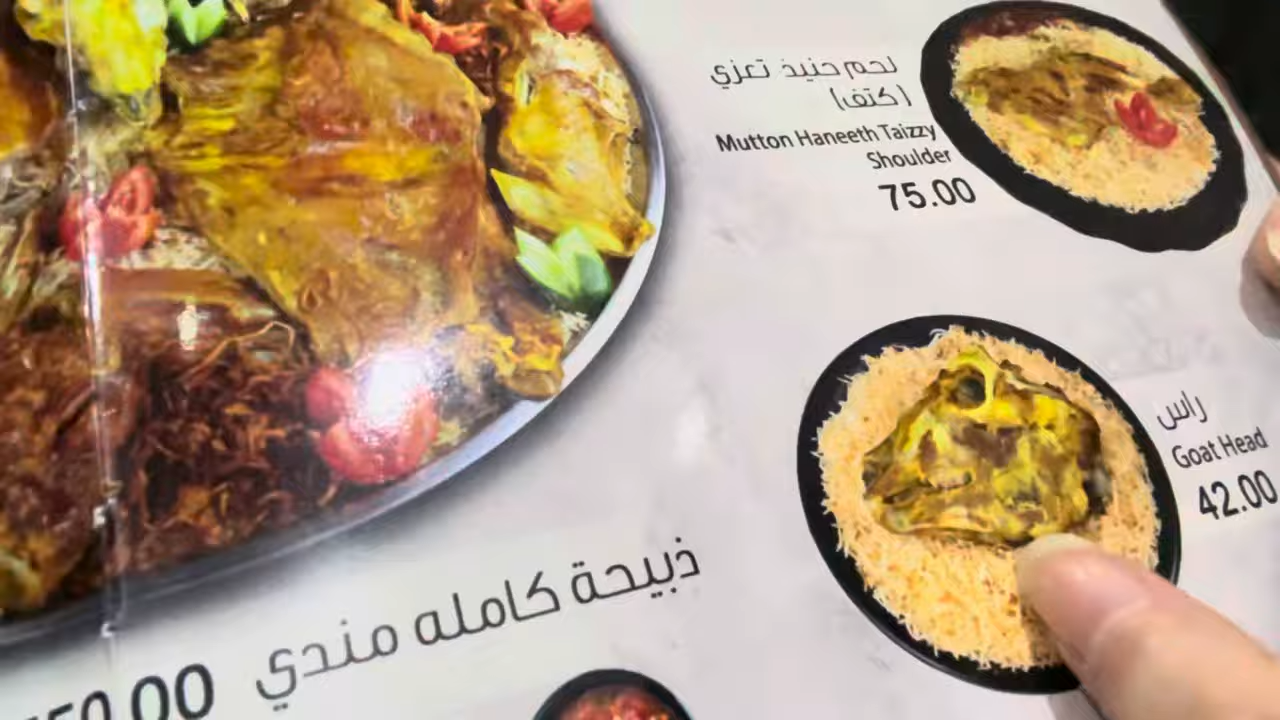 لحم حنيذ تعزي
(كتف)
Mutton Haneeth Taizzy
Shoulder
75.00
راس
Goat Head
42.00
ذبيحة كامله مندي